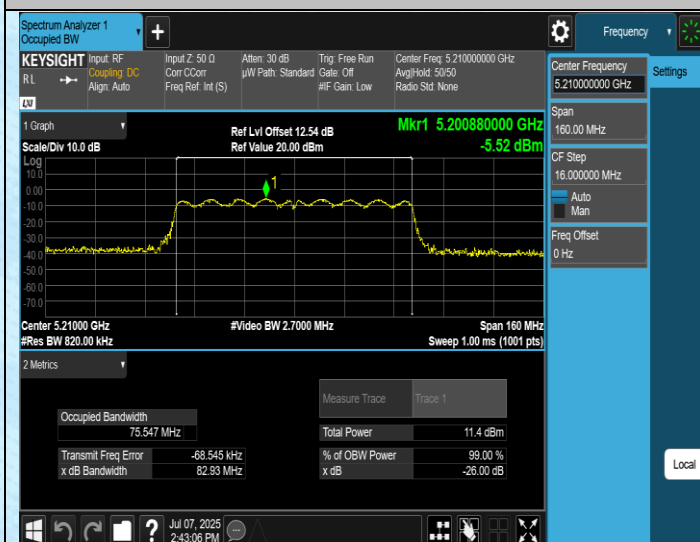 Spectrum Analyzer 1
Occupied BW
+
Frequency
KEYSIGHT
R L
LXI
Input: RF
Coupling: DC
Align: Auto
Input Z: 50 Ω
Corr CCorr
Freq Ref: Int (S)
Atten: 30 dB
µW Path: Standard
Trig: Free Run
Gate: Off
#IF Gain: Low
Center Freq: 5.210000000 GHz
Avg|Hold: 50/50
Radio Std: None
Center Frequency
5.210000000 GHz
Settings
Span
160.00 MHz
CF Step
16.000000 MHz
Auto
Man
Freq Offset
0 Hz
1 Graph
Scale/Div 10.0 dB
Ref Lvl Offset 12.54 dB
Ref Value 20.00 dBm
Mkr1 5.200880000 GHz
-5.52 dBm
Log
10.0
0.00
-10.0
-20.0
-30.0
-40.0
-50.0
-60.0
-70.0
1
Center 5.21000 GHz
#Res BW 820.00 kHz
#Video BW 2.7000 MHz
Span 160 MHz
Sweep 1.00 ms (1001 pts)
2 Metrics
Measure Trace Trace 1
Occupied Bandwidth
75.547 MHz
Total Power 11.4 dBm
Transmit Freq Error -68.545 kHz
% of OBW Power 99.00 %
x dB Bandwidth 82.93 MHz
x dB -26.00 dB
Local
?
Jul 07, 2025
2:43:06 PM